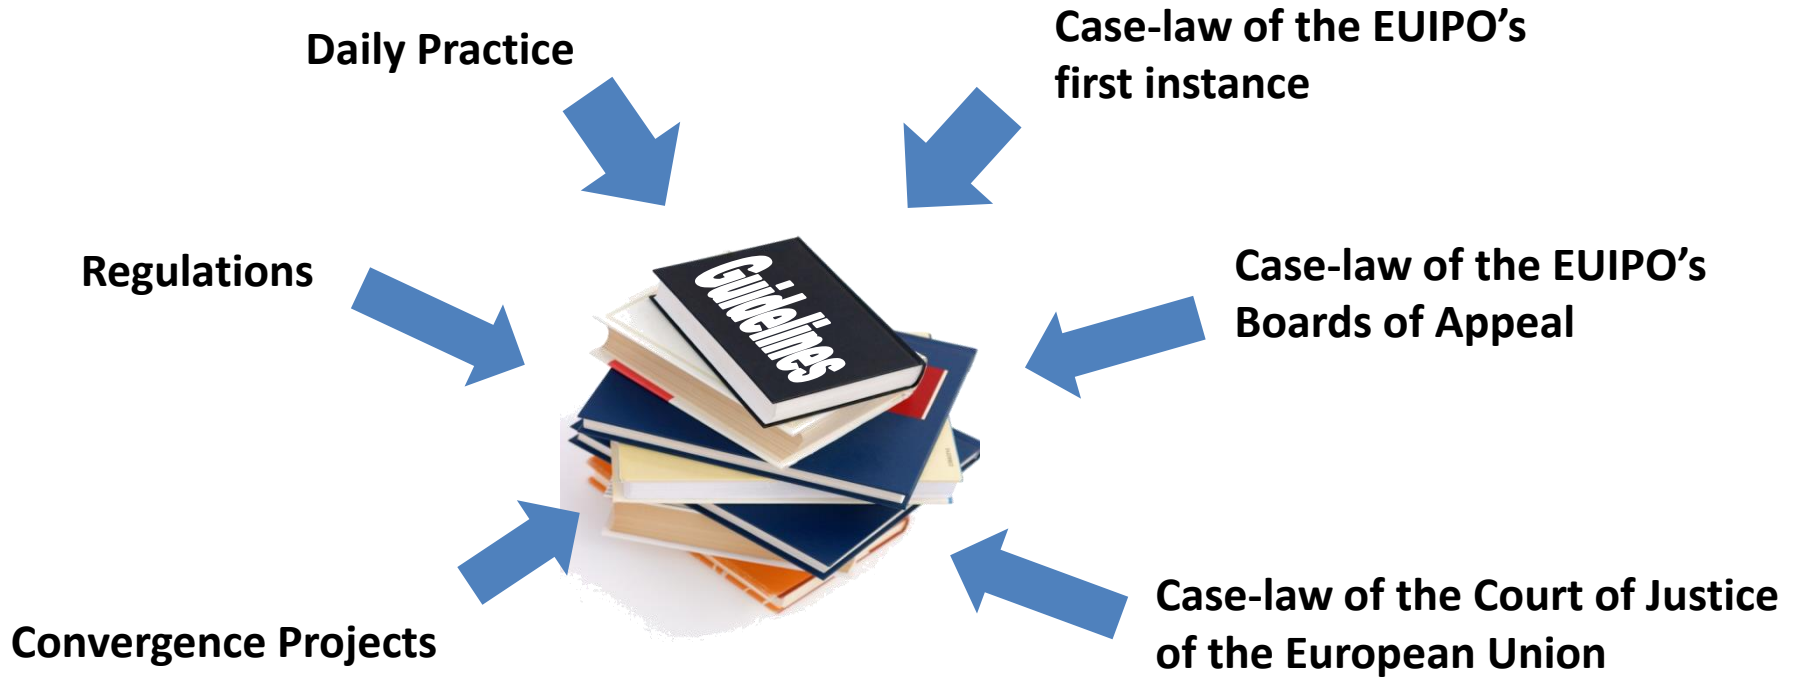 Daily Practice
Case-law of the EUIPO’s
first instance
Regulations
Guidelines
Case-law of the EUIPO’s
Boards of Appeal
Convergence Projects
Case-law of the Court of Justice
of the European Union